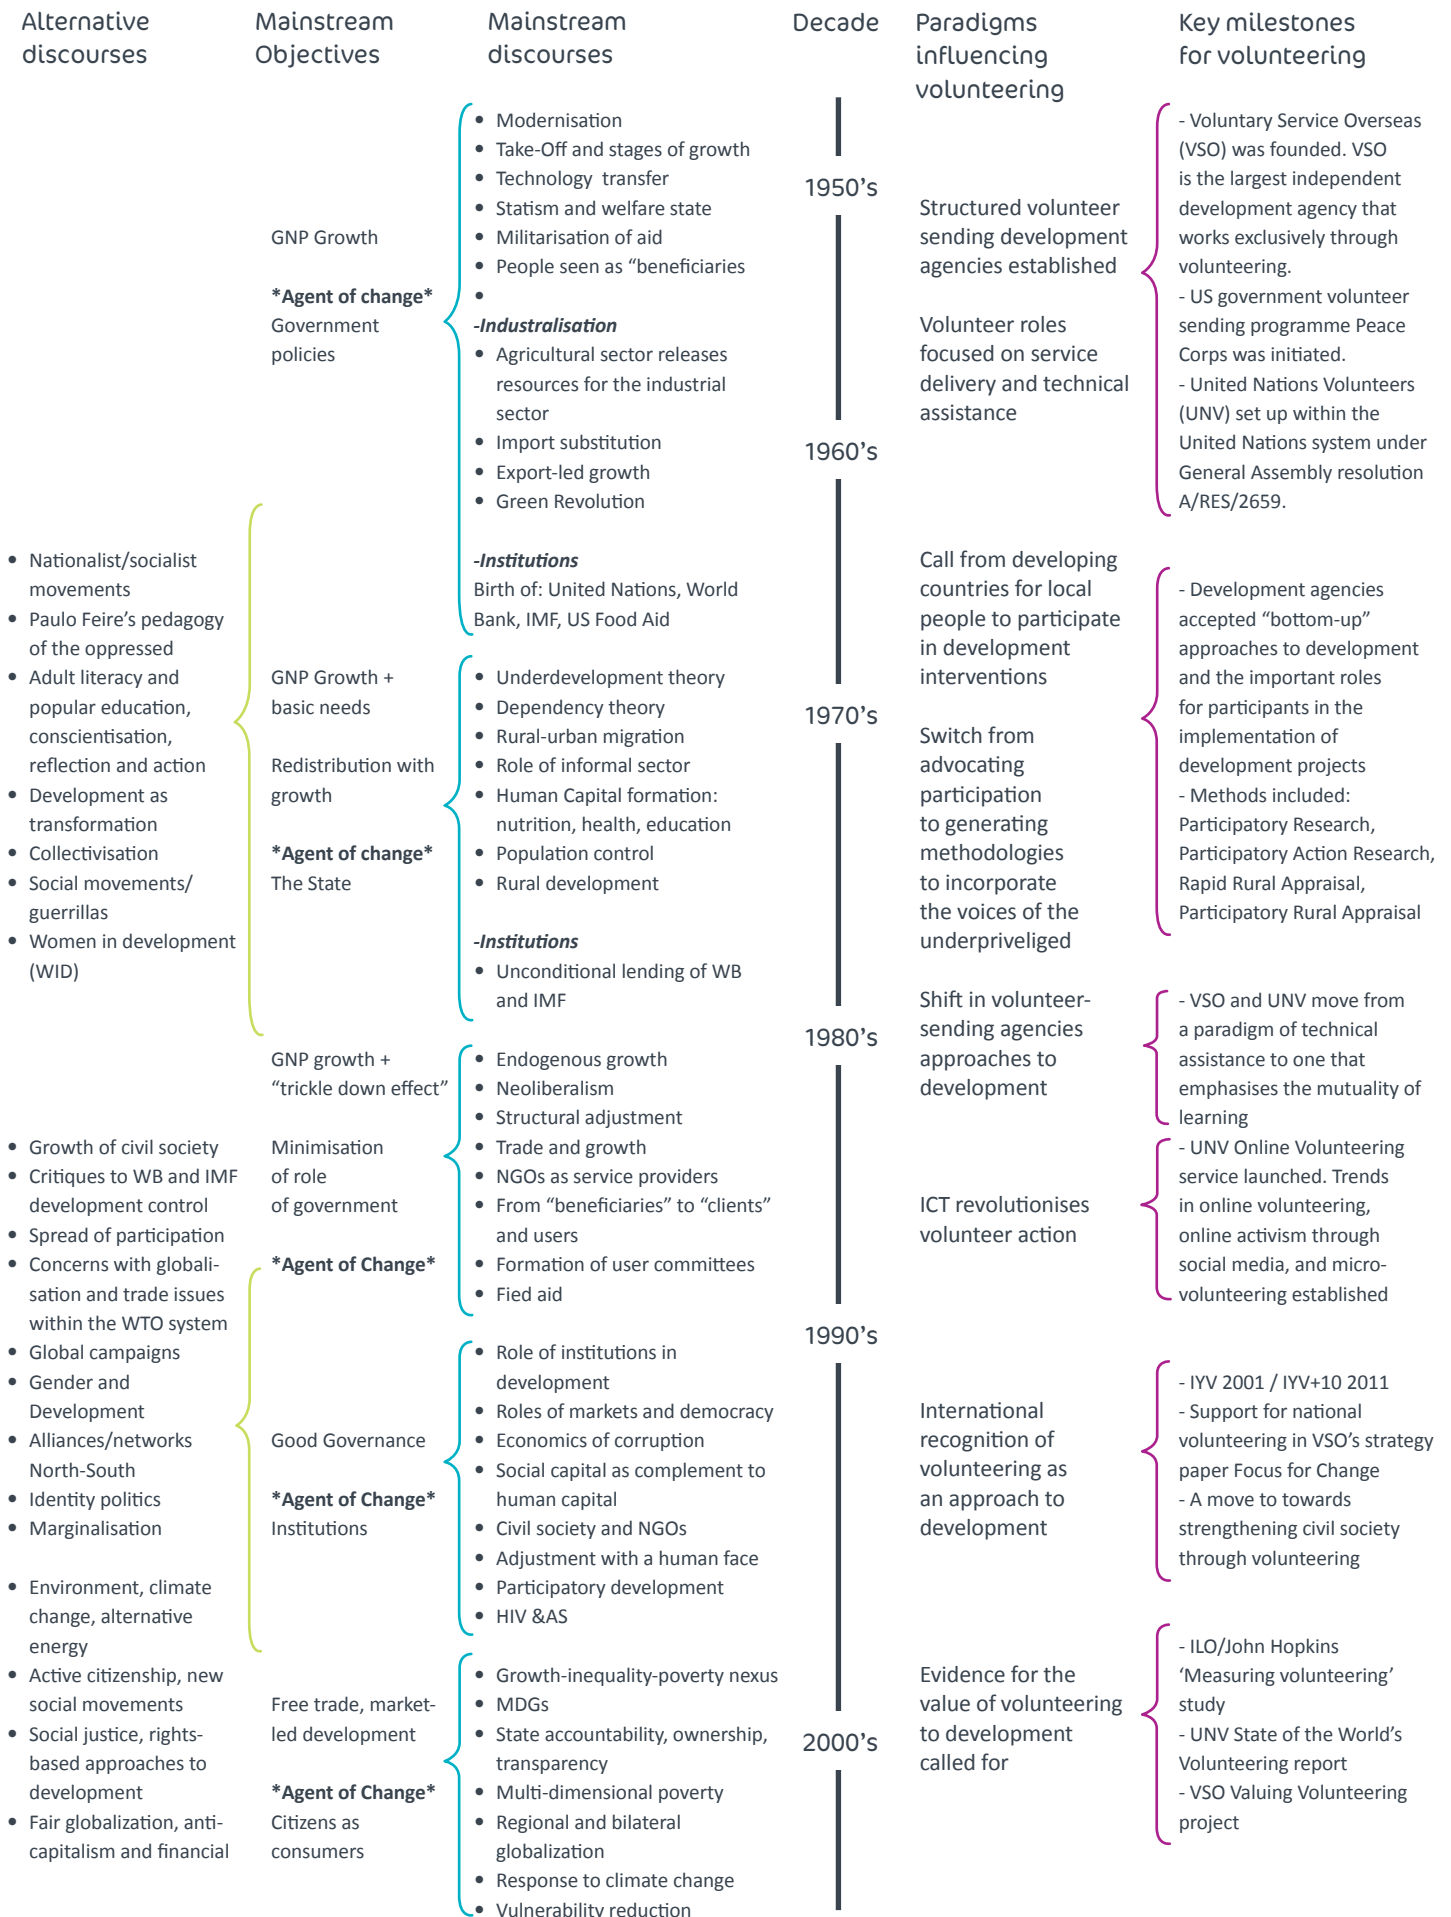 Alternative
discourses
Mainstream
Objectives
Mainstream
discourses
Decade
Paradigms
influencing
volunteering
Key milestones
for volunteering
• Nationalist/socialist
movements
• Paulo Feire’s pedagogy
of the oppressed
• Adult literacy and
popular education,
conscientisation,
reflection and action
• Development as
transformation
• Collectivisation
• Social movements/
guerrillas
• Women in development
(WID)
• Growth of civil society
• Critiques to WB and IMF
development control
• Spread of participation
• Concerns with globali-
sation and trade issues
within the WTO system
• Global campaigns
• Gender and
Development
• Alliances/networks
North-South
• Identity politics
• Marginalisation
• Environment, climate
change, alternative
energy
• Active citizenship, new
social movements
• Social justice, rights-
based approaches to
development
• Fair globalization, anti-
capitalism and financial
GNP Growth
*Agent of change*
Government
policies
GNP Growth +
basic needs
Redistribution with
growth
*Agent of change*
The State
GNP growth +
“trickle down effect”
Minimisation
of role
of government
*Agent of Change*
Good Governance
*Agent of Change*
Institutions
Free trade, market-
led development
*Agent of Change*
Citizens as
consumers
• Modernisation
• Take-Off and stages of growth
• Technology transfer
• Statism and welfare state
• Militarisation of aid
• People seen as “beneficiaries
•
-Industralisation
• Agricultural sector releases
resources for the industrial
sector
• Import substitution
• Export-led growth
• Green Revolution
-Institutions
Birth of: United Nations, World
Bank, IMF, US Food Aid
• Underdevelopment theory
• Dependency theory
• Rural-urban migration
• Role of informal sector
• Human Capital formation:
nutrition, health, education
• Population control
• Rural development
-Institutions
• Unconditional lending of WB
and IMF
• Endogenous growth
• Neoliberalism
• Structural adjustment
• Trade and growth
• NGOs as service providers
• From “beneficiaries” to “clients”
and users
• Formation of user committees
• Fied aid
• Role of institutions in
development
• Roles of markets and democracy
• Economics of corruption
• Social capital as complement to
human capital
• Civil society and NGOs
• Adjustment with a human face
• Participatory development
• HIV &AS
• Growth-inequality-poverty nexus
• MDGs
• State accountability, ownership,
transparency
• Multi-dimensional poverty
• Regional and bilateral
globalization
• Response to climate change
• Vulnerability reduction
1950’s
1960’s
1970’s
1980’s
1990’s
2000’s
Structured volunteer
sending development
agencies established
Volunteer roles
focused on service
delivery and technical
assistance
Call from developing
countries for local
people to participate
in development
interventions
Switch from
advocating
participation
to generating
methodologies
to incorporate
the voices of the
underpriveliged
Shift in volunteer-
sending agencies
approaches to
development
ICT revolutionises
volunteer action
International
recognition of
volunteering as
an approach to
development
Evidence for the
value of volunteering
to development
called for
- Voluntary Service Overseas
(VSO) was founded. VSO
is the largest independent
development agency that
works exclusively through
volunteering.
- US government volunteer
sending programme Peace
Corps was initiated.
- United Nations Volunteers
(UNV) set up within the
United Nations system under
General Assembly resolution
A/RES/2659.
- Development agencies
accepted “bottom-up”
approaches to development
and the important roles
for participants in the
implementation of
development projects
- Methods included:
Participatory Research,
Participatory Action Research,
Rapid Rural Appraisal,
Participatory Rural Appraisal
- VSO and UNV move from
a paradigm of technical
assistance to one that
emphasises the mutuality of
learning
- UNV Online Volunteering
service launched. Trends
in online volunteering,
online activism through
social media, and micro-
volunteering established
- IYV 2001 / IYV+10 2011
- Support for national
volunteering in VSO’s strategy
paper Focus for Change
- A move to towards
strengthening civil society
through volunteering
- ILO/John Hopkins
‘Measuring volunteering’
study
- UNV State of the World’s
Volunteering report
- VSO Valuing Volunteering
project